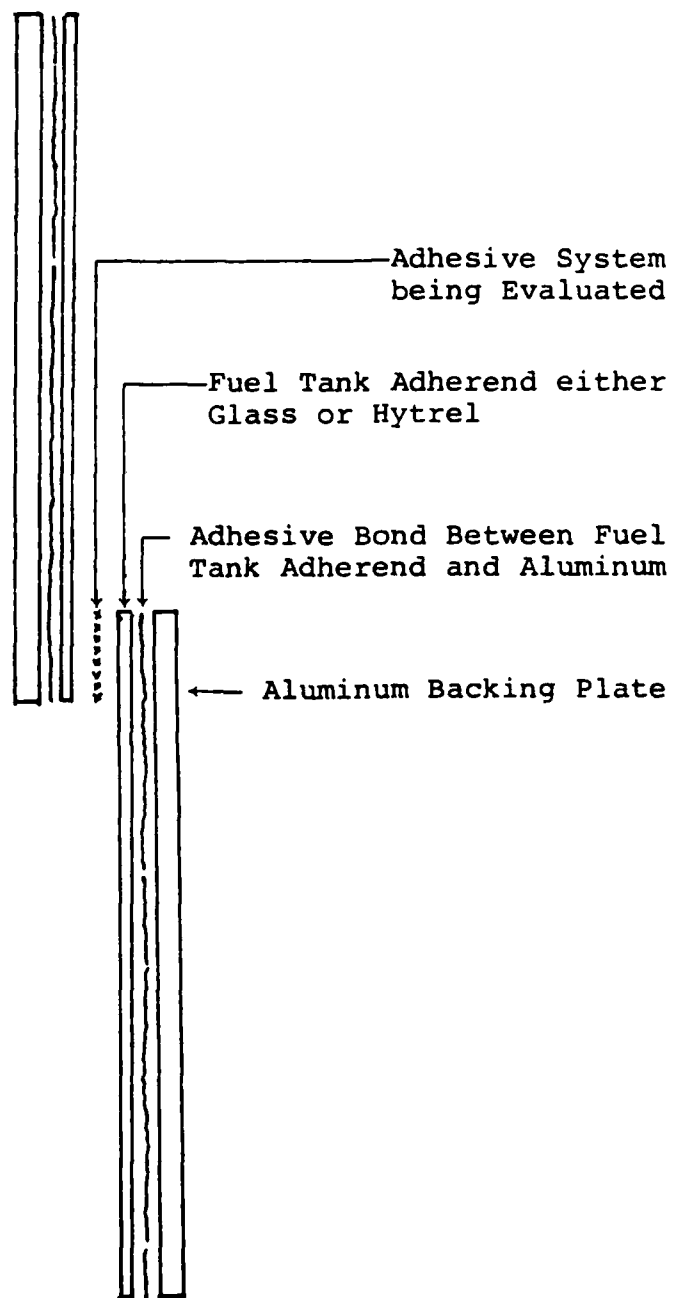 Adhesive System
being Evaluated
Fuel Tank Adherend either
Glass or Hytrel
Adhesive Bond Between Fuel
Tank Adherend and Aluminum
Aluminum Backing Plate